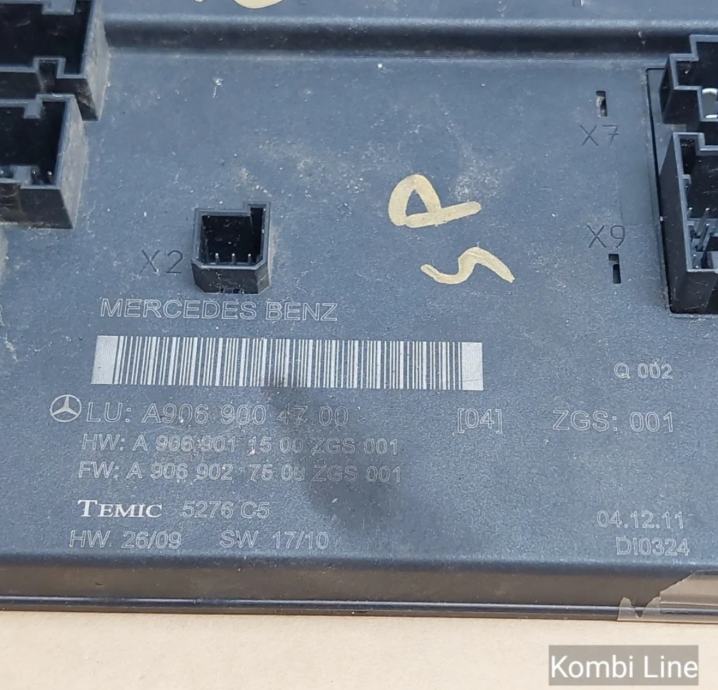 X7
X9
X2
MERCEDES BENZ
Q 002
LU: A906 900 47 00 [04] ZGS: 001
HW: A 906 901 15 00 ZGS 001
FW: A 906 902 75 00 ZGS 001
TEMIC 5276 C5
04.12.11
HW 26/09 SW 17/10
DI0324
Kombi Line